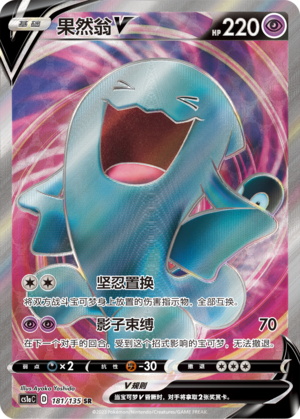 基础 果然翁V HP 220
坚忍置换
将双方战斗宝可梦身上放置的伤害指示物,全部互换。
影子束缚 70
在下一个对手的回合,受到这个招式影响的宝可梦,无法撤退。
弱点 ×2 抗性 -30 撤退
Illus. Ayaka Yoshida
V规则
cs1aC D 181/135 SR
当宝可梦V昏厥时,对手将拿取2张奖赏卡。